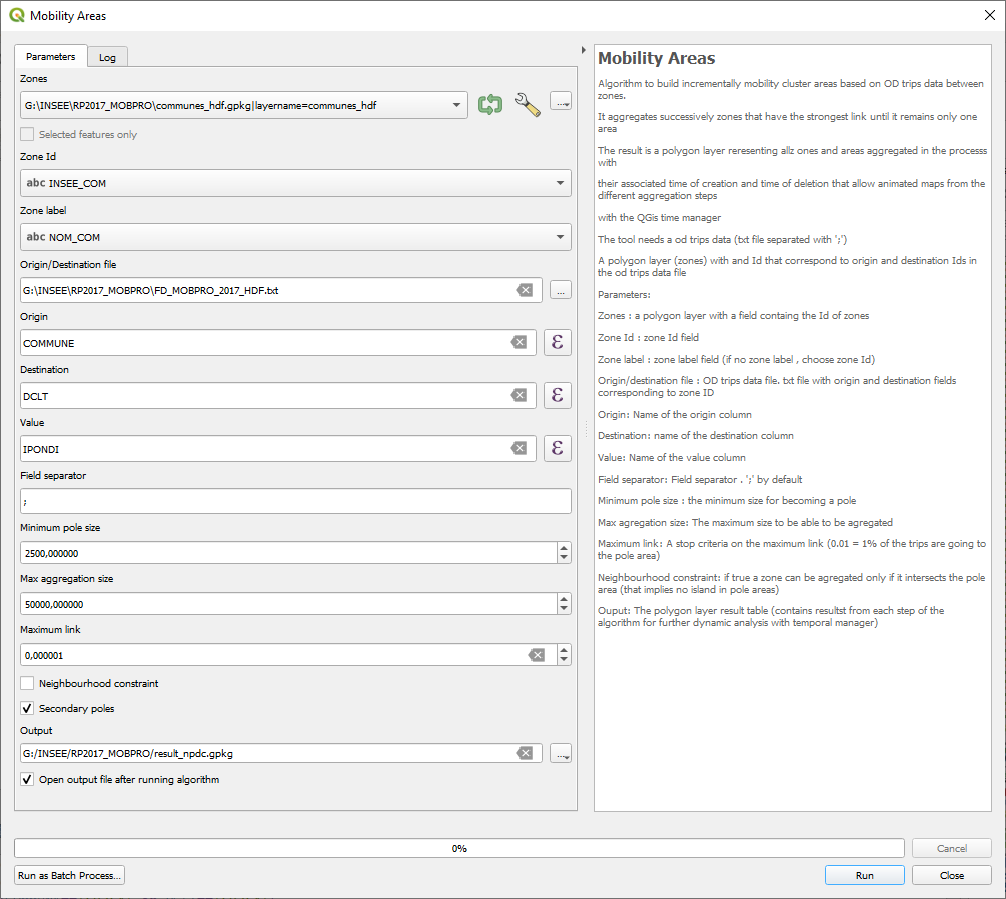 Mobility Areas
Parameters
Log
Zones
G:\INSEE\RP2017_MOBPRO\communes_hdf.gpkg|layername=communes_hdf
...
Selected features only
Zone Id
abc INSEE_COM
Zone label
abc NOM_COM
Origin/Destination file
G:\INSEE\RP2017_MOBPRO\FD_MOBPRO_2017_HDF.txt
...
Origin
COMMUNE
ε
Destination
DCLT
ε
Value
IPONDI
ε
Field separator
;
Minimum pole size
2500,000000
Max aggregation size
50000,000000
Maximum link
0,000001
Neighbourhood constraint
Secondary poles
Output
G:/INSEE/RP2017_MOBPRO/result_npdc.gpkg
...
Open output file after running algorithm
Mobility Areas
Algorithm to build incrementally mobility cluster areas based on OD trips data between
zones.
It aggregates successively zones that have the strongest link until it remains only one
area
The result is a polygon layer reresenting allz ones and areas aggregated in the processs
with
their associated time of creation and time of deletion that allow animated maps from the
different aggregation steps
with the QGis time manager
The tool needs a od trips data (txt file separated with ';')
A polygon layer (zones) with and Id that correspond to origin and destination Ids in
the od trips data file
Parameters:
Zones : a polygon layer with a field containg the Id of zones
Zone Id : zone Id field
Zone label : zone label field (if no zone label , choose zone Id)
Origin/destination file : OD trips data file. txt file with origin and destination fields
corresponding to zone ID
Origin: Name of the origin column
Destination: name of the destination column
Value: Name of the value column
Field separator: Field separator . ';' by default
Minimum pole size : the minimum size for becoming a pole
Max agregation size: The maximum size to be able to be agregated
Maximum link: A stop criteria on the maximum link (0.01 = 1% of the trips are going to
the pole area)
Neighbourhood constraint: if true a zone can be agregated only if it intersects the pole
area (that implies no island in pole areas)
Ouput: The polygon layer result table (contains resultst from each step of the
algorithm for further dynamic analysis with temporal manager)
0%
Cancel
Run as Batch Process...
Run
Close